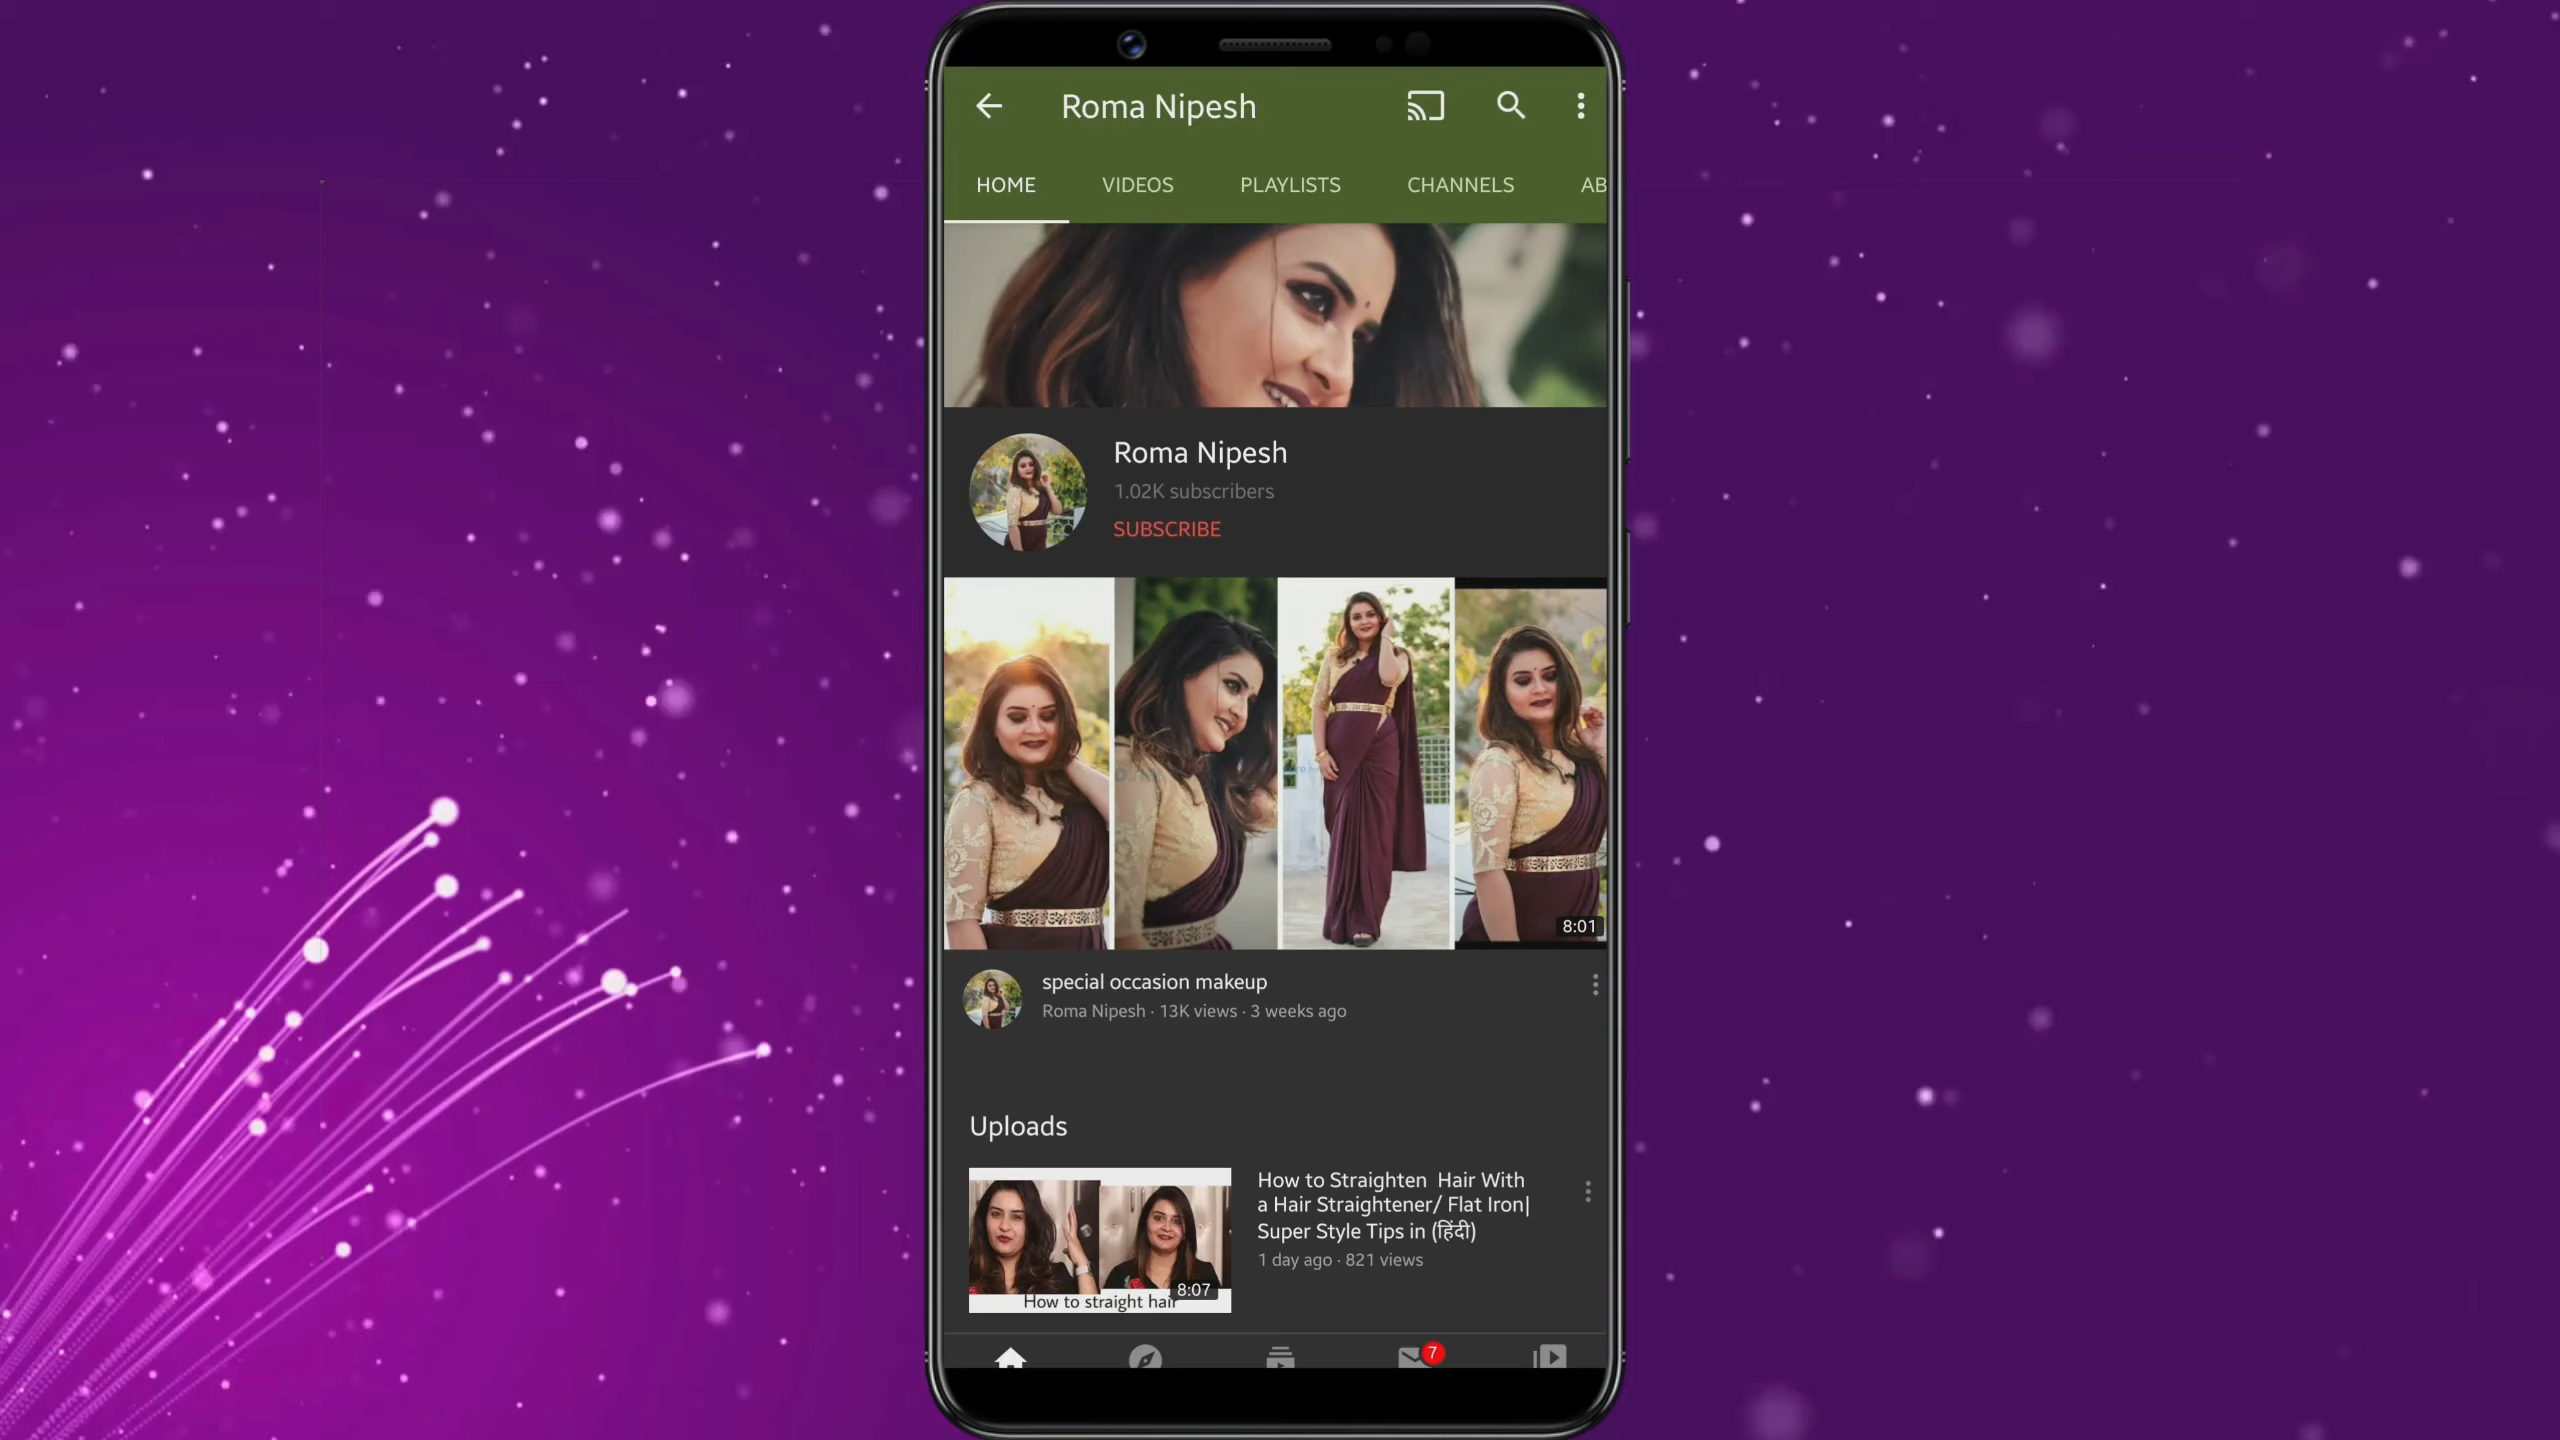 Roma Nipesh
HOME VIDEOS PLAYLISTS CHANNELS AB
Roma Nipesh
1.02K subscribers
SUBSCRIBE
8:01
special occasion makeup
Roma Nipesh · 13K views · 3 weeks ago
Uploads
How to Straighten Hair With
a Hair Straightener/ Flat Iron|
Super Style Tips in (हिंदी)
1 day ago · 821 views
8:07
How to straight hair
7